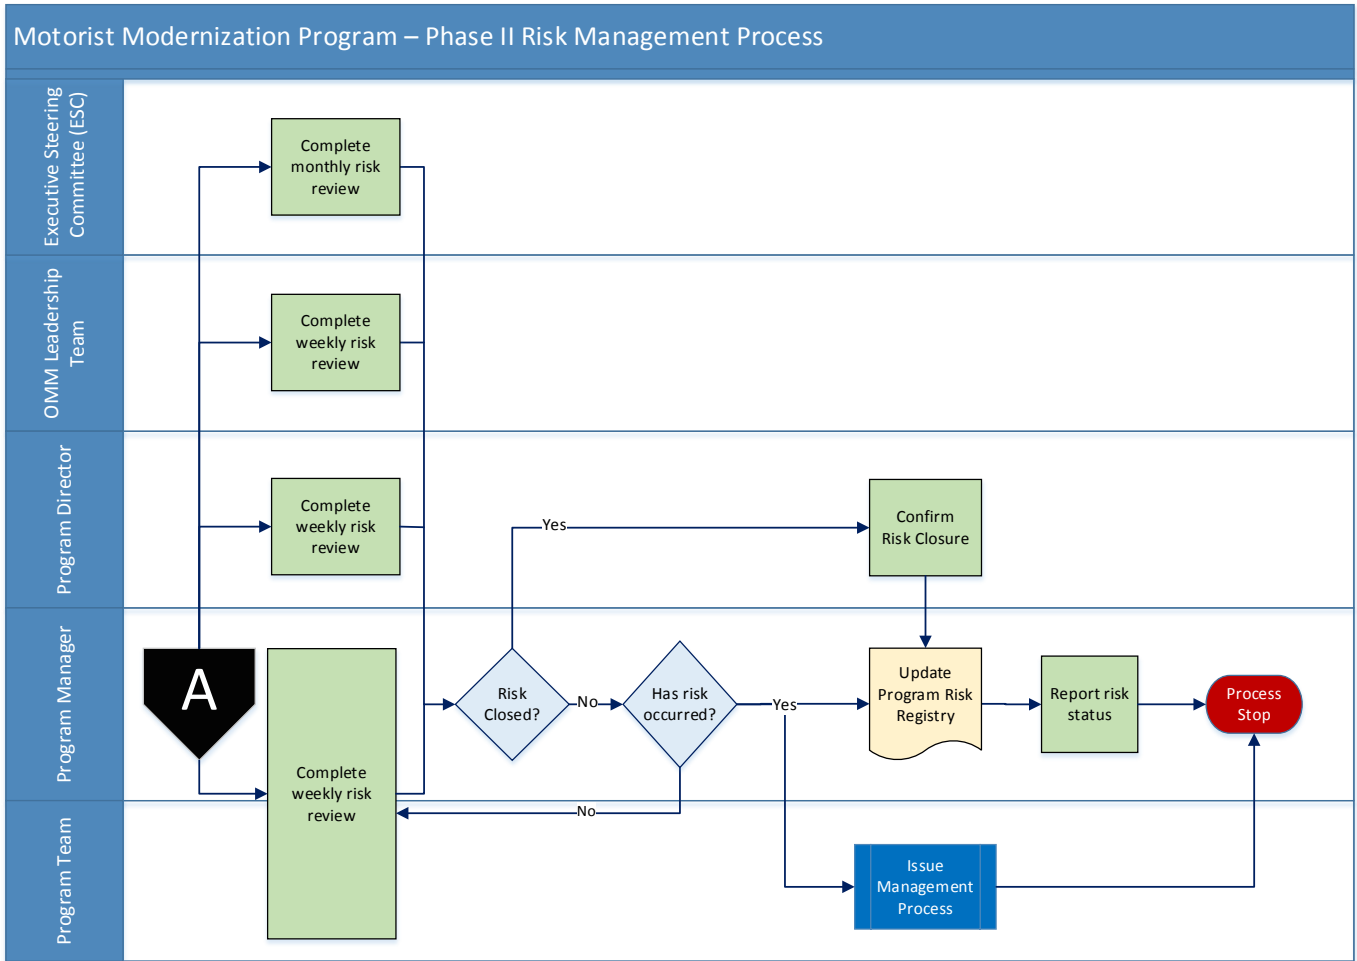 Motorist Modernization Program – Phase II Risk Management Process
Executive Steering
Committee (ESC)
Complete
monthly risk
review
OMM Leadership
Team
Complete
weekly risk
review
Program Director
Complete
weekly risk
review
Yes
Confirm
Risk Closure
Program Manager
A
Complete
weekly risk
review
Risk
Closed?
No
Has risk
occurred?
Yes
Update
Program Risk
Registry
Report risk
status
Process
Stop
Program Team
No
Issue
Management
Process